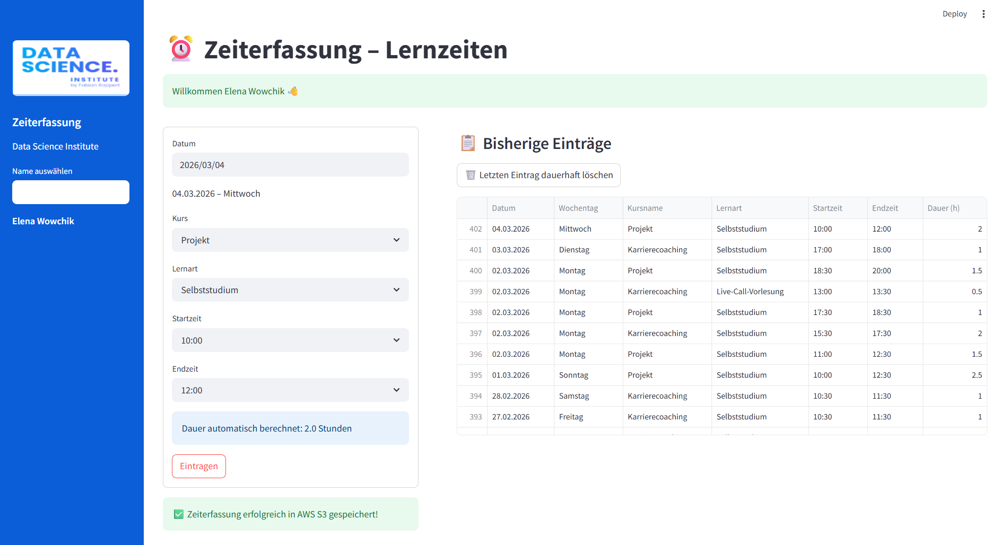 Deploy
DATA
SCIENCE.
INSTITUTE
by Fabian Rappert
Zeiterfassung
Data Science Institute
Name auswählen
Elena Wowchik
Zeiterfassung – Lernzeiten
Willkommen Elena Wowchik
Datum
2026/03/04
04.03.2026 – Mittwoch
Kurs
Projekt
Lernart
Selbststudium
Startzeit
10:00
Endzeit
12:00
Dauer automatisch berechnet: 2.0 Stunden
Eintragen
Zeiterfassung erfolgreich in AWS S3 gespeichert!
Bisherige Einträge
Letzten Eintrag dauerhaft löschen
Datum Wochentag Kursname Lernart Startzeit Endzeit Dauer (h)
402 04.03.2026 Mittwoch Projekt Selbststudium 10:00 12:00 2
401 03.03.2026 Dienstag Karrierecoaching Selbststudium 17:00 18:00 1
400 02.03.2026 Montag Projekt Selbststudium 18:30 20:00 1.5
399 02.03.2026 Montag Karrierecoaching Live-Call-Vorlesung 13:00 13:30 0.5
398 02.03.2026 Montag Projekt Selbststudium 17:30 18:30 1
397 02.03.2026 Montag Karrierecoaching Selbststudium 15:30 17:30 2
396 02.03.2026 Montag Projekt Selbststudium 11:00 12:30 1.5
395 01.03.2026 Sonntag Projekt Selbststudium 10:00 12:30 2.5
394 28.02.2026 Samstag Karrierecoaching Selbststudium 10:30 11:30 1
393 27.02.2026 Freitag Karrierecoaching Selbststudium 10:30 11:30 1